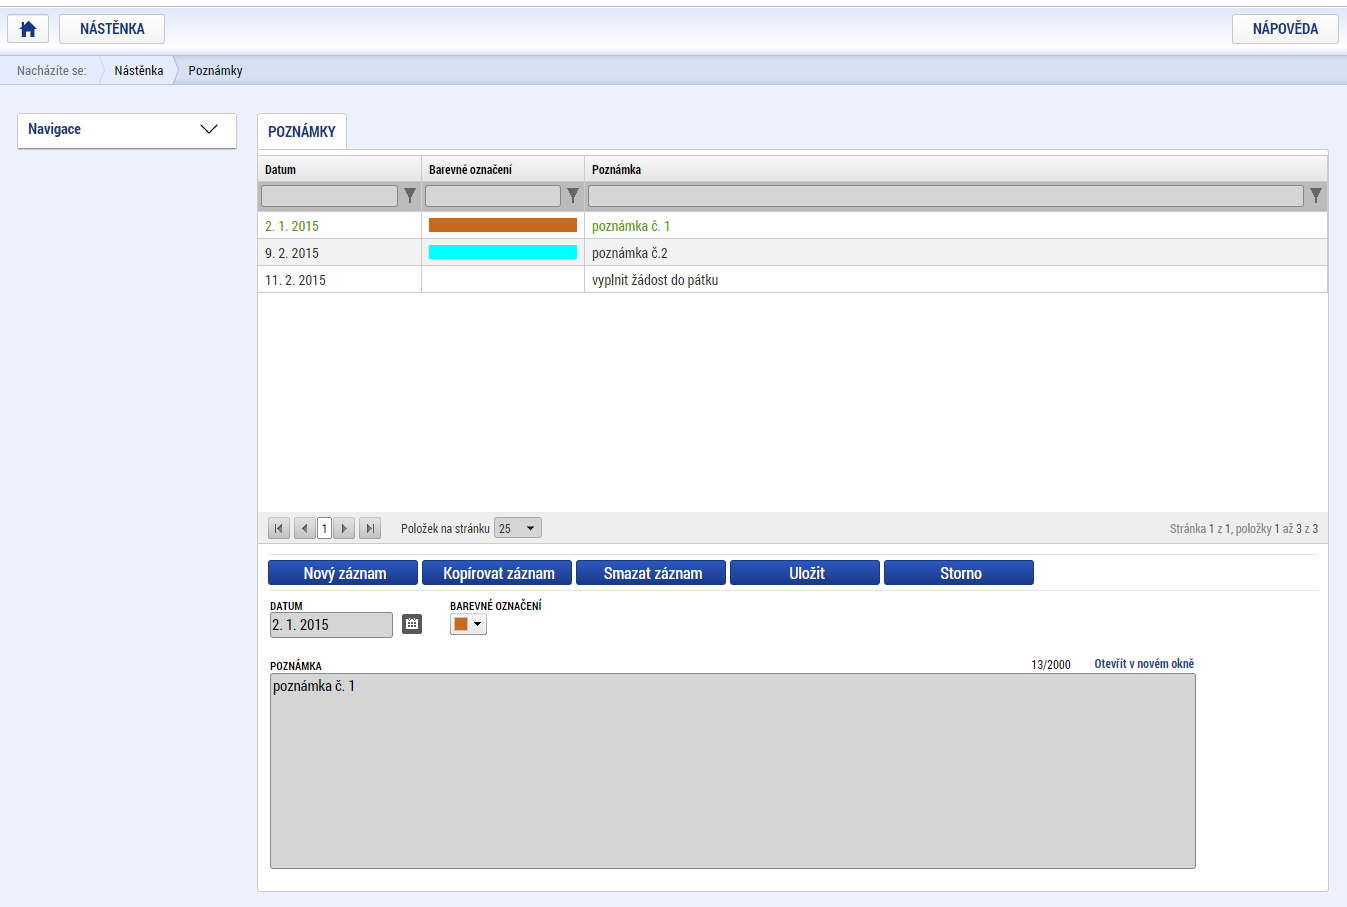 NÁSTĚNKA NÁPOVĚDA
Nacházíte se: Nástěnka Poznámky
Navigace
POZNÁMKY
Datum Barevné označení Poznámka
2. 1. 2015 poznámka č. 1
9. 2. 2015 poznámka č.2
11. 2. 2015 vyplnit žádost do pátku
1 Položek na stránku 25 Stránka 1 z 1, položky 1 až 3 z 3
Nový záznam Kopírovat záznam Smazat záznam Uložit Storno
DATUM BAREVNÉ OZNAČENÍ
2. 1. 2015
POZNÁMKA 13/2000 Otevřít v novém okně
poznámka č. 1